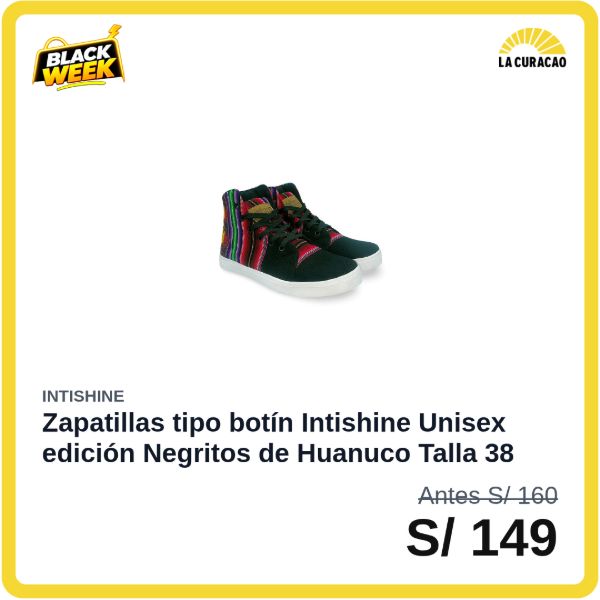 BLACK
WEEK
LA CURACAO
INTISHINE
Zapatillas tipo botín Intishine Unisex
edición Negritos de Huanuco Talla 38
Antes S/ 160
S/ 149